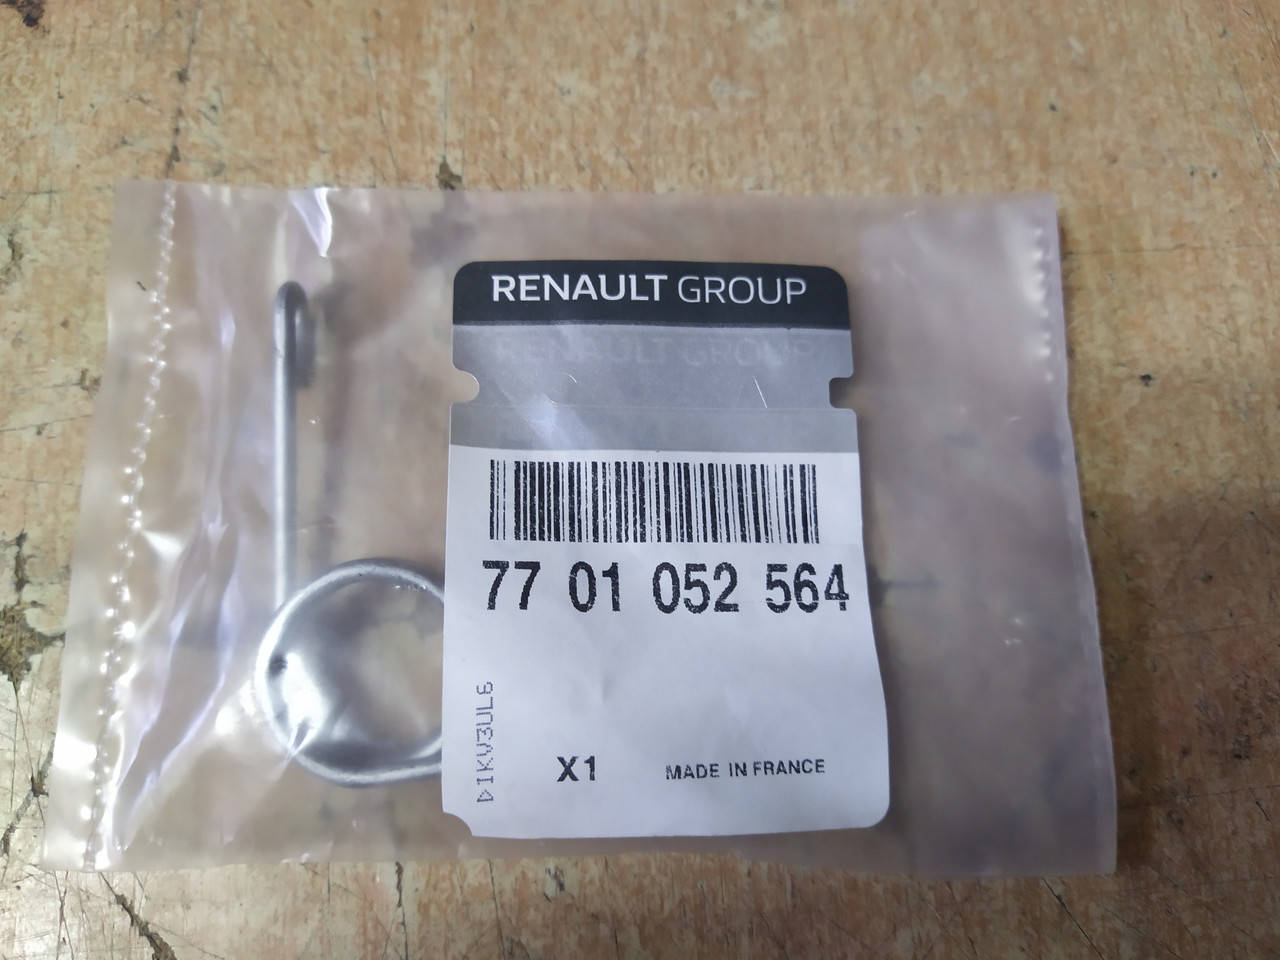 RENAULT GROUP
RENAULT GROUP
77 01 052 564
D1KV3UL6
X1
MADE IN FRANCE